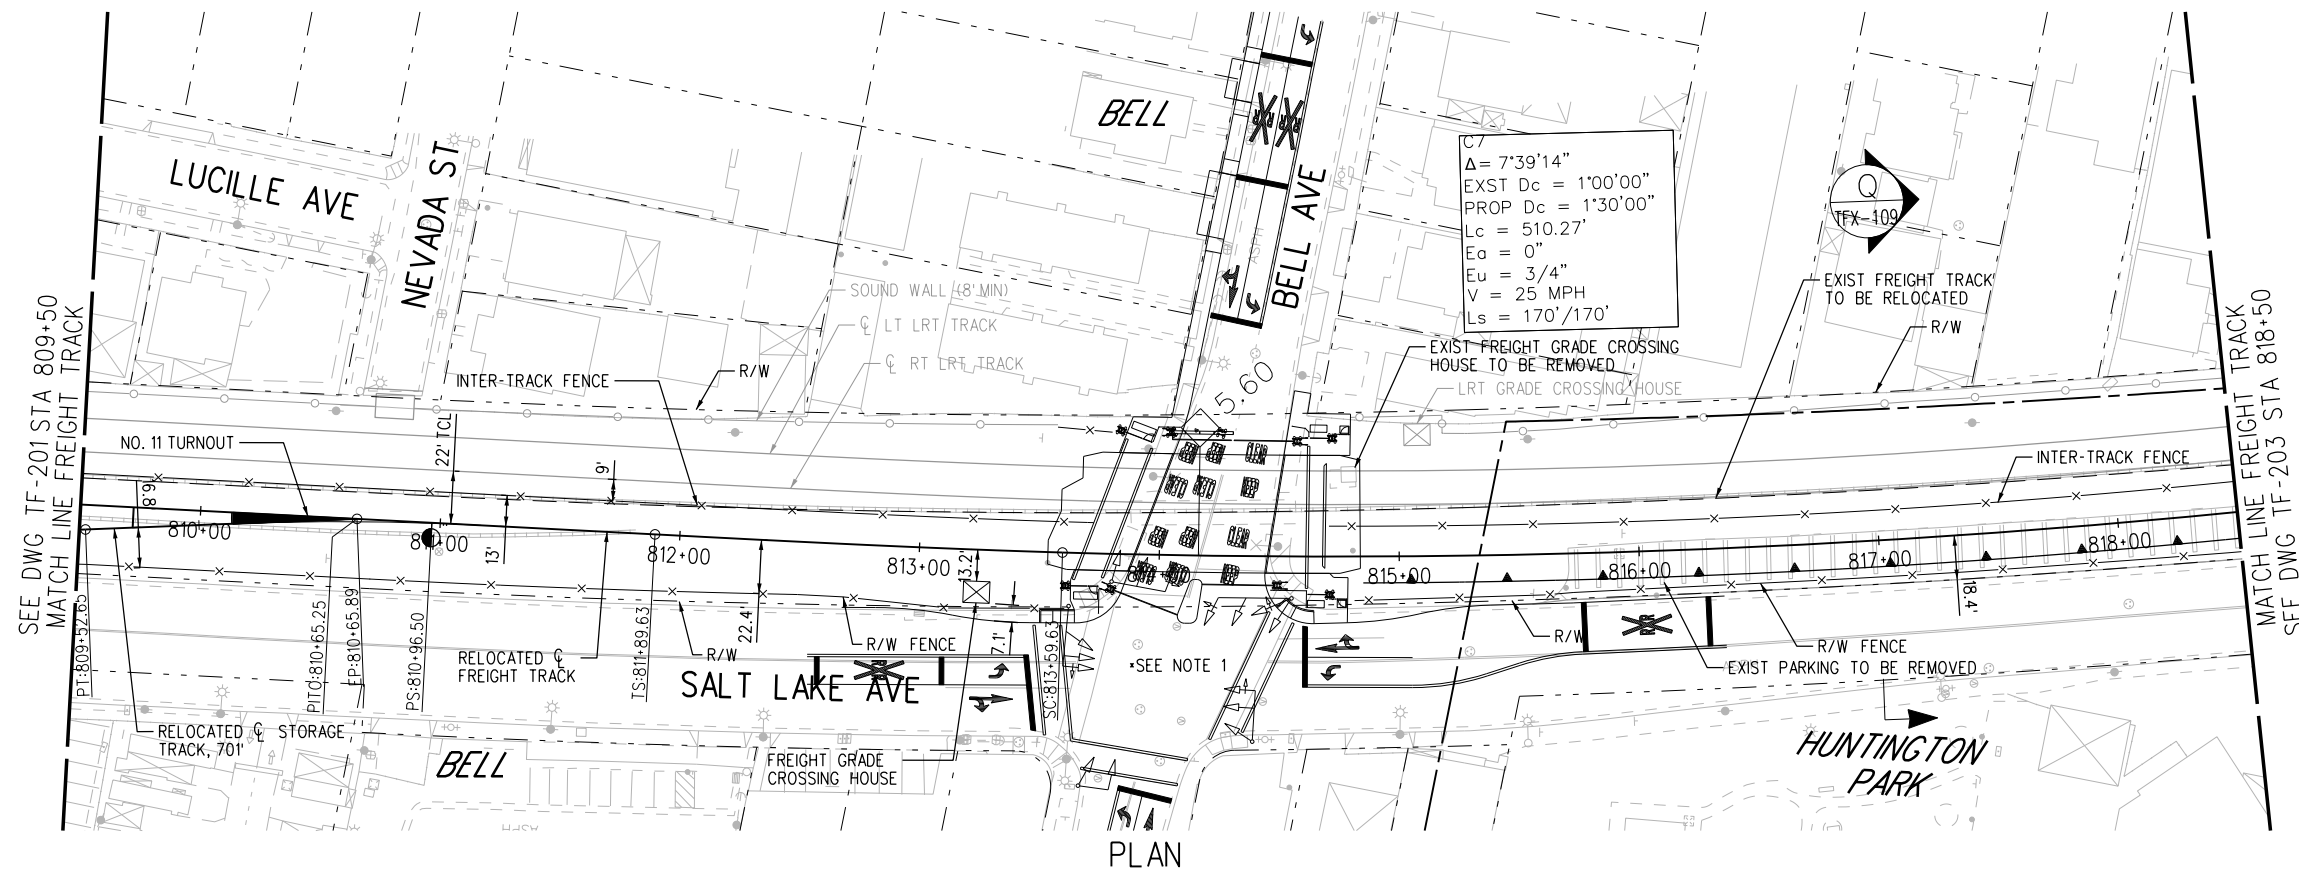 BELL
LUCILLE AVE
NEVADA ST
BELL AVE
ASPH
C7
Δ= 7°39'14"
EXST Dc = 1°00'00"
PROP Dc = 1°30'00"
Lc = 510.27'
Ea = 0"
Eu = 3/4"
V = 25 MPH
Ls = 170'/170'
Q
TFX-109
SOUND WALL (8' MIN)
℄ LT LRT TRACK
℄ RT LRT TRACK
EXIST FREIGHT TRACK
TO BE RELOCATED
R/W
EXIST FREIGHT GRADE CROSSING
HOUSE TO BE REMOVED
LRT GRADE CROSSING HOUSE
INTER-TRACK FENCE
R/W
5.60
SEE DWG TF-201 STA 809+50
MATCH LINE FREIGHT TRACK
NO. 11 TURNOUT
22' TCL
9'
INTER-TRACK FENCE
MATCH LINE FREIGHT TRACK
SEE DWG TF-203 STA 818+50
16.8'
13'
810+00
811+00
812+00
813+00
815+00
816+00
817+00
818+00
22.4'
7.1'
18.4'
PT:809+52.65
PITO:810+65.25
EP:810+65.89
PS:810+96.50
TS:811+89.63
SC:813+59.63
RELOCATED ℄
FREIGHT TRACK
R/W
R/W FENCE
SALT LAKE AVE
*SEE NOTE 1
R/W
R/W FENCE
EXIST PARKING TO BE REMOVED
RELOCATED ℄ STORAGE
TRACK, 701'
BELL
FREIGHT GRADE
CROSSING HOUSE
HUNTINGTON
PARK
ASPH
PLAN